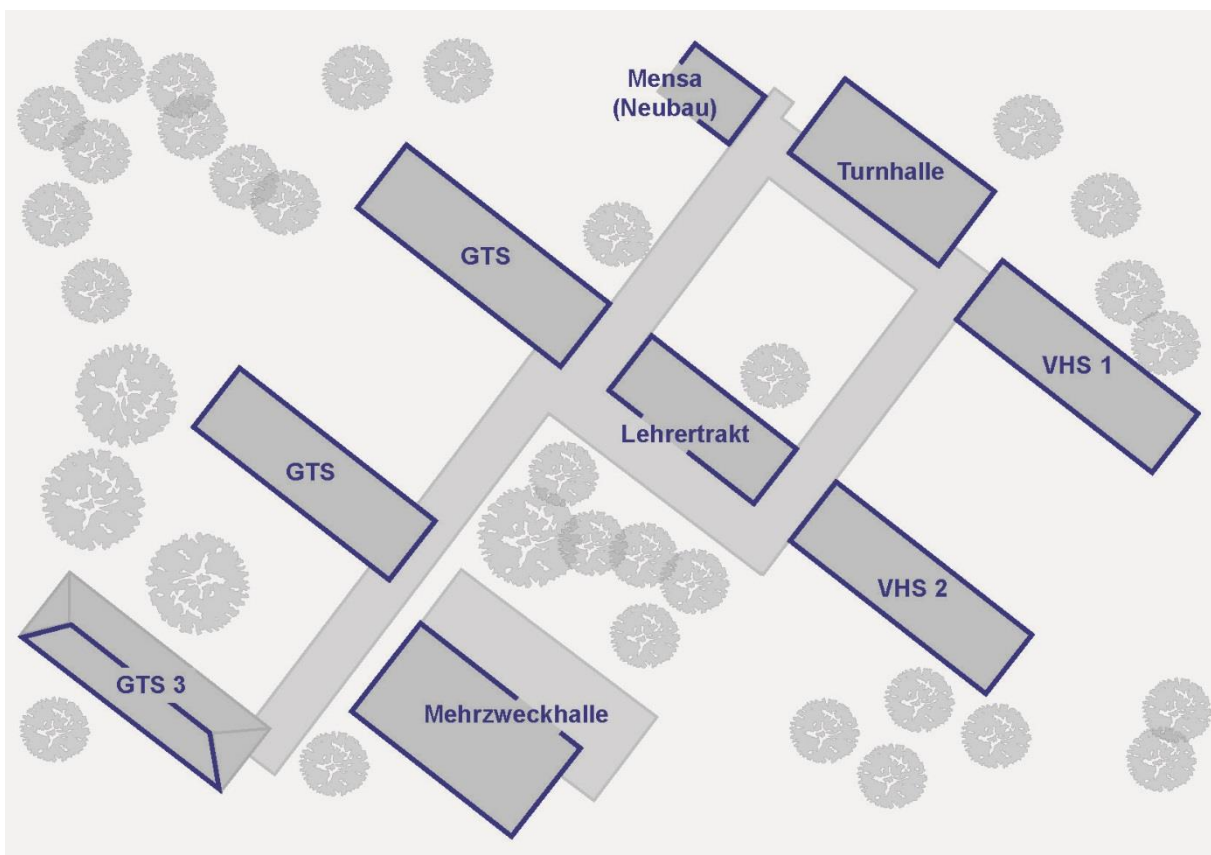 Mensa
(Neubau)
Turnhalle
GTS
VHS 1
Lehrertrakt
GTS
VHS 2
GTS 3
Mehrzweckhalle